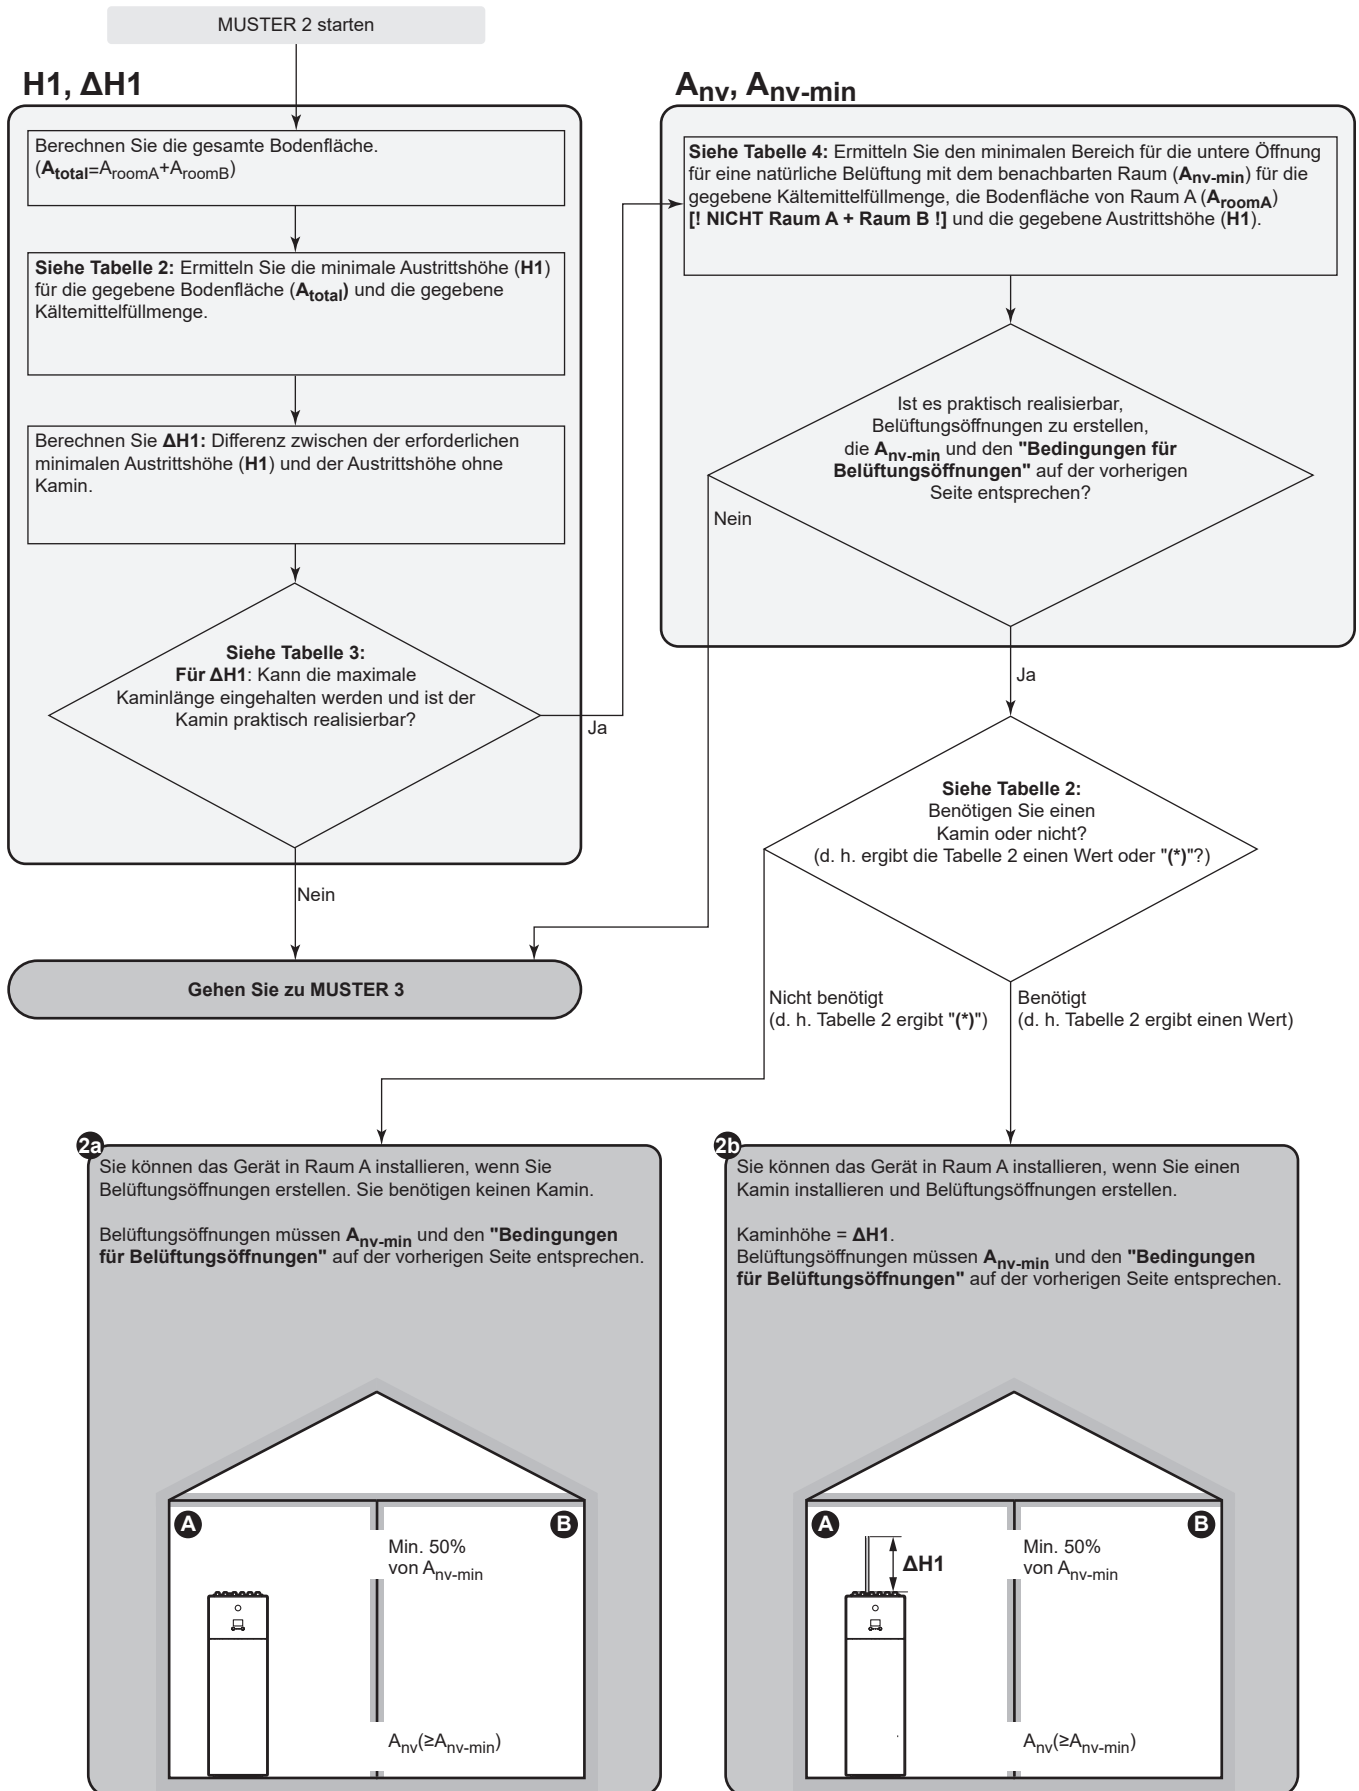 MUSTER 2 starten
H1, ΔH1
Berechnen Sie die gesamte Bodenfläche.
(Atotal=AroomA+AroomB)
Siehe Tabelle 2: Ermitteln Sie die minimale Austrittshöhe (H1)
für die gegebene Bodenfläche (Atotal) und die gegebene
Kältemittelfüllmenge.
Berechnen Sie ΔH1: Differenz zwischen der erforderlichen
minimalen Austrittshöhe (H1) und der Austrittshöhe ohne
Kamin.
Siehe Tabelle 3:
Für ΔH1: Kann die maximale
Kaminlänge eingehalten werden und ist der
Kamin praktisch realisierbar?
Ja
Nein
Gehen Sie zu MUSTER 3
Anv, Anv-min
Siehe Tabelle 4: Ermitteln Sie den minimalen Bereich für die untere Öffnung
für eine natürliche Belüftung mit dem benachbarten Raum (Anv-min) für die
gegebene Kältemittelfüllmenge, die Bodenfläche von Raum A (AroomA)
[! NICHT Raum A + Raum B !] und die gegebene Austrittshöhe (H1).
Ist es praktisch realisierbar,
Belüftungsöffnungen zu erstellen,
die Anv-min und den "Bedingungen für
Belüftungsöffnungen" auf der vorherigen
Seite entsprechen?
Nein
Ja
Siehe Tabelle 2:
Benötigen Sie einen
Kamin oder nicht?
(d. h. ergibt die Tabelle 2 einen Wert oder "(*)"?)
Nicht benötigt
(d. h. Tabelle 2 ergibt "(*)")
Benötigt
(d. h. Tabelle 2 ergibt einen Wert)
2a
Sie können das Gerät in Raum A installieren, wenn Sie
Belüftungsöffnungen erstellen. Sie benötigen keinen Kamin.
Belüftungsöffnungen müssen Anv-min und den "Bedingungen
für Belüftungsöffnungen" auf der vorherigen Seite entsprechen.
A
B
Min. 50%
von Anv-min
Anv(≥Anv-min)
2b
Sie können das Gerät in Raum A installieren, wenn Sie einen
Kamin installieren und Belüftungsöffnungen erstellen.
Kaminhöhe = ΔH1.
Belüftungsöffnungen müssen Anv-min und den "Bedingungen
für Belüftungsöffnungen" auf der vorherigen Seite entsprechen.
A
B
ΔH1
Min. 50%
von Anv-min
Anv(≥Anv-min)